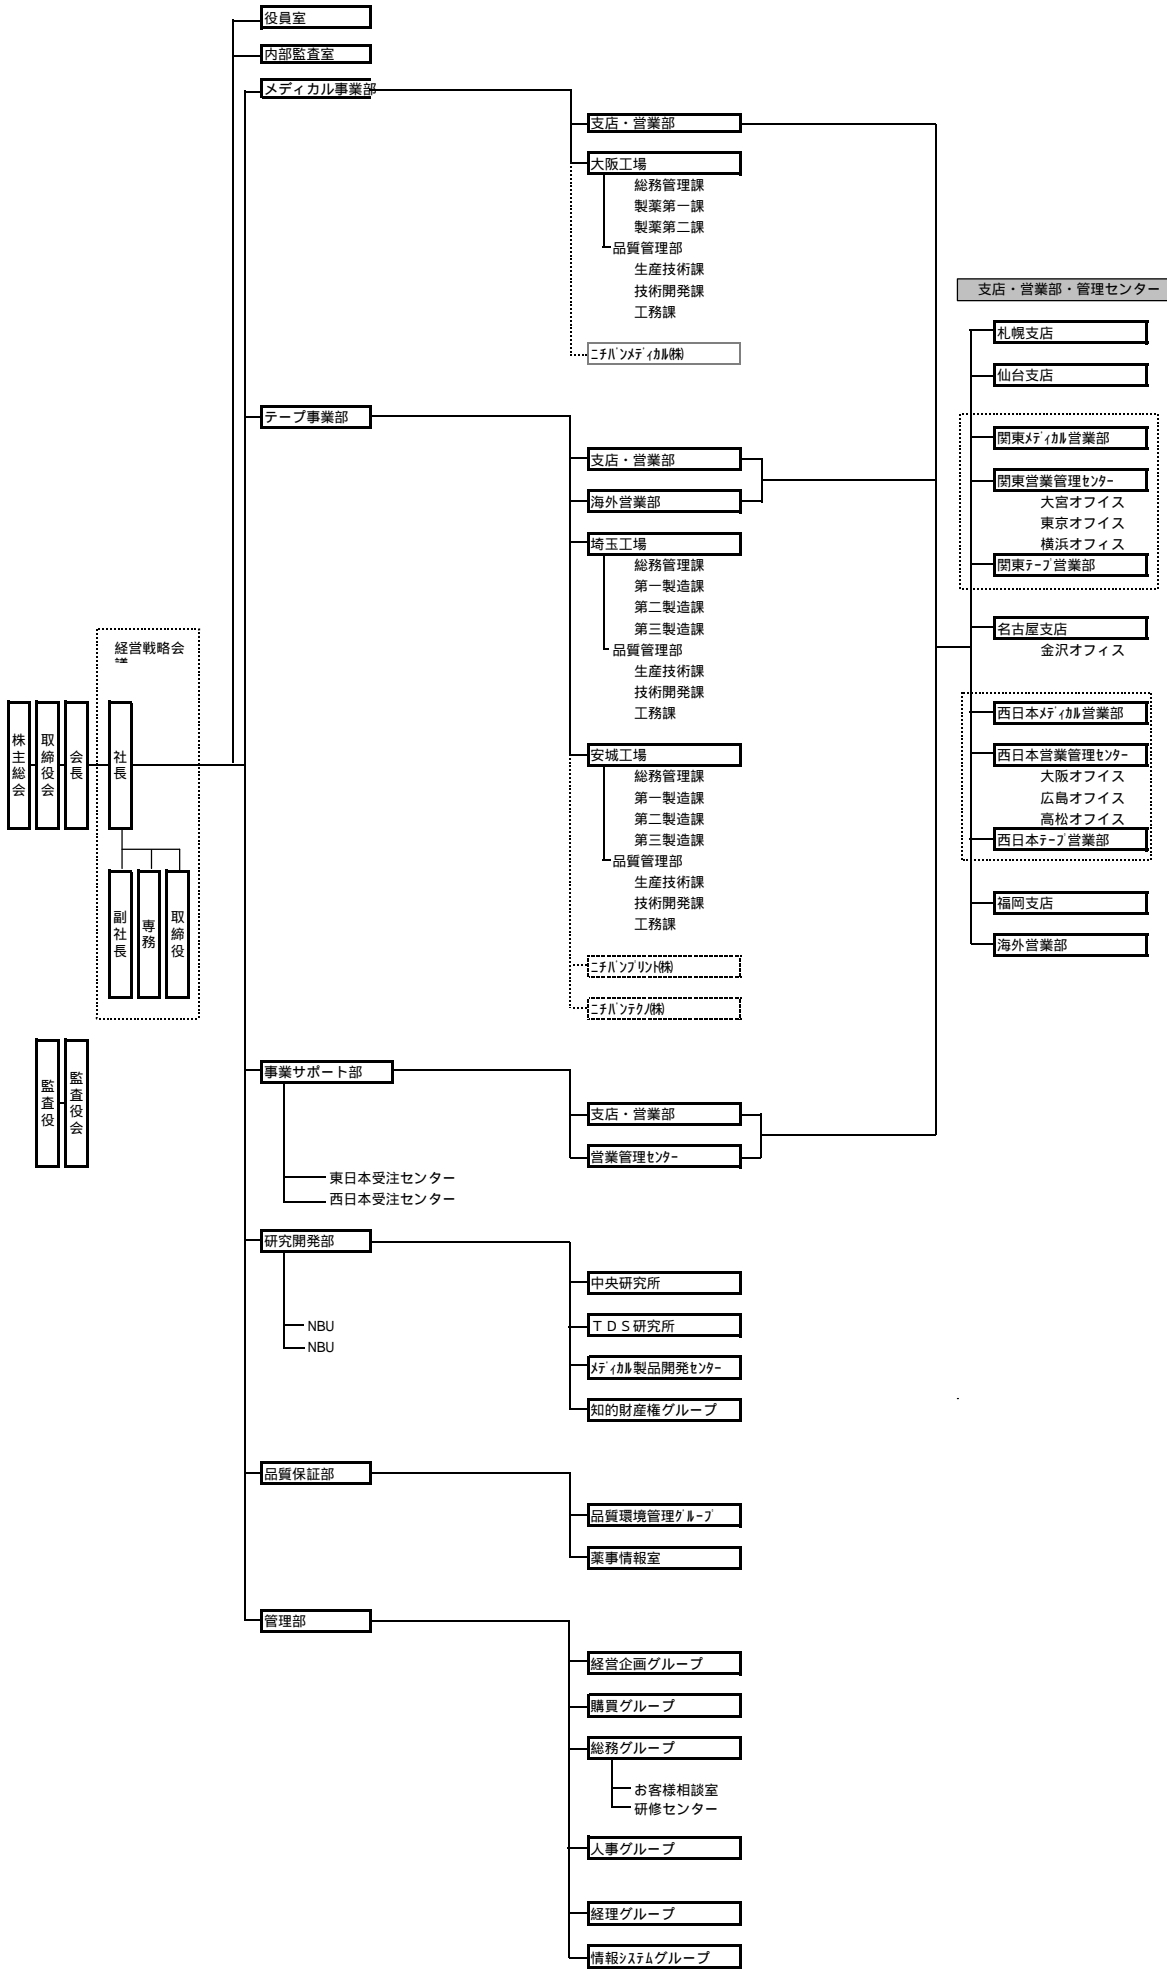 役員室
内部監査室
メディカル事業部
支店・営業部
大阪工場
総務管理課
製薬第一課
製薬第二課
品質管理部
生産技術課
技術開発課
工務課
ﾆﾁﾊﾞﾝﾒﾃﾞｨｶﾙ㈱
テープ事業部
支店・営業部
海外営業部
埼玉工場
総務管理課
第一製造課
第二製造課
第三製造課
品質管理部
生産技術課
技術開発課
工務課
安城工場
総務管理課
第一製造課
第二製造課
第三製造課
品質管理部
生産技術課
技術開発課
工務課
ﾆﾁﾊﾞﾝﾌﾟﾘﾝﾄ㈱
ﾆﾁﾊﾞﾝﾃｸﾉ㈱
支店・営業部・管理センター
札幌支店
仙台支店
関東ﾒﾃﾞｨｶﾙ営業部
関東営業管理ｾﾝﾀｰ
大宮オフイス
東京オフイス
横浜オフィス
関東ﾃｰﾌﾟ営業部
名古屋支店
金沢オフィス
西日本ﾒﾃﾞｨｶﾙ営業部
西日本営業管理ｾﾝﾀｰ
大阪オフイス
広島オフイス
高松オフイス
西日本ﾃｰﾌﾟ営業部
福岡支店
海外営業部
経営戦略会
議
株主総会
取締役会
会長
社長
副社長
専務
取締役
監査役
監査役会
事業サポート部
支店・営業部
営業管理ｾﾝﾀｰ
東日本受注センター
西日本受注センター
研究開発部
中央研究所
ＴＤＳ研究所
ﾒﾃﾞｨｶﾙ製品開発ｾﾝﾀｰ
知的財産権グループ
NBU
NBU
品質保証部
品質環境管理ｸﾞﾙｰﾌﾟ
薬事情報室
管理部
経営企画グループ
購買グループ
総務グループ
お客様相談室
研修センター
人事グループ
経理グループ
情報ｼｽﾃﾑグループ